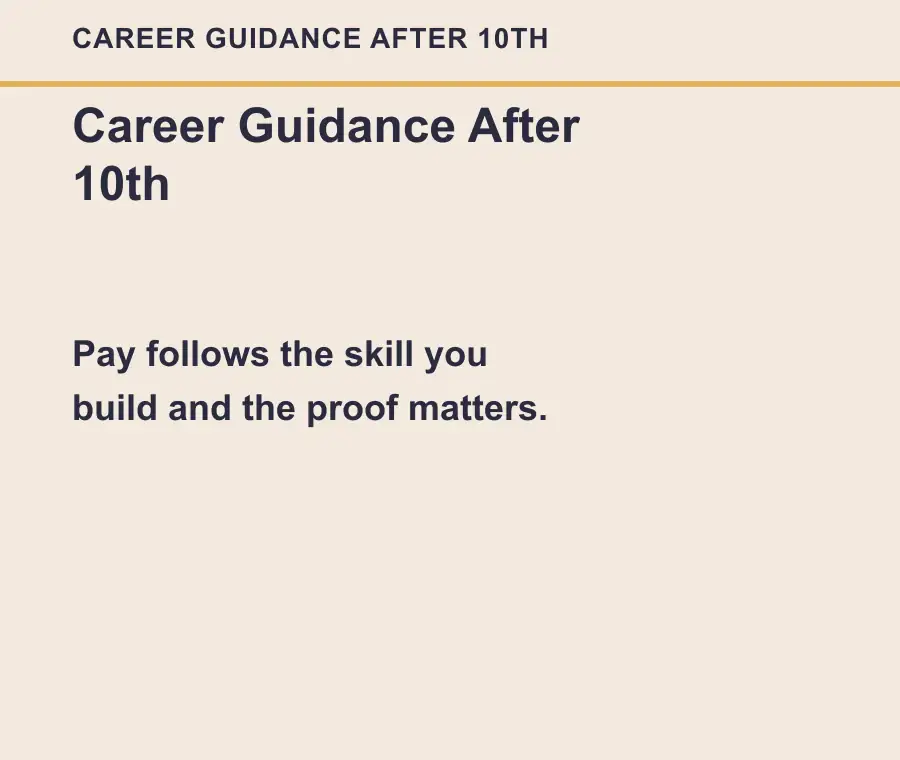 CAREER GUIDANCE AFTER 10TH
Career Guidance After
10th
Pay follows the skill you
build and the proof matters.